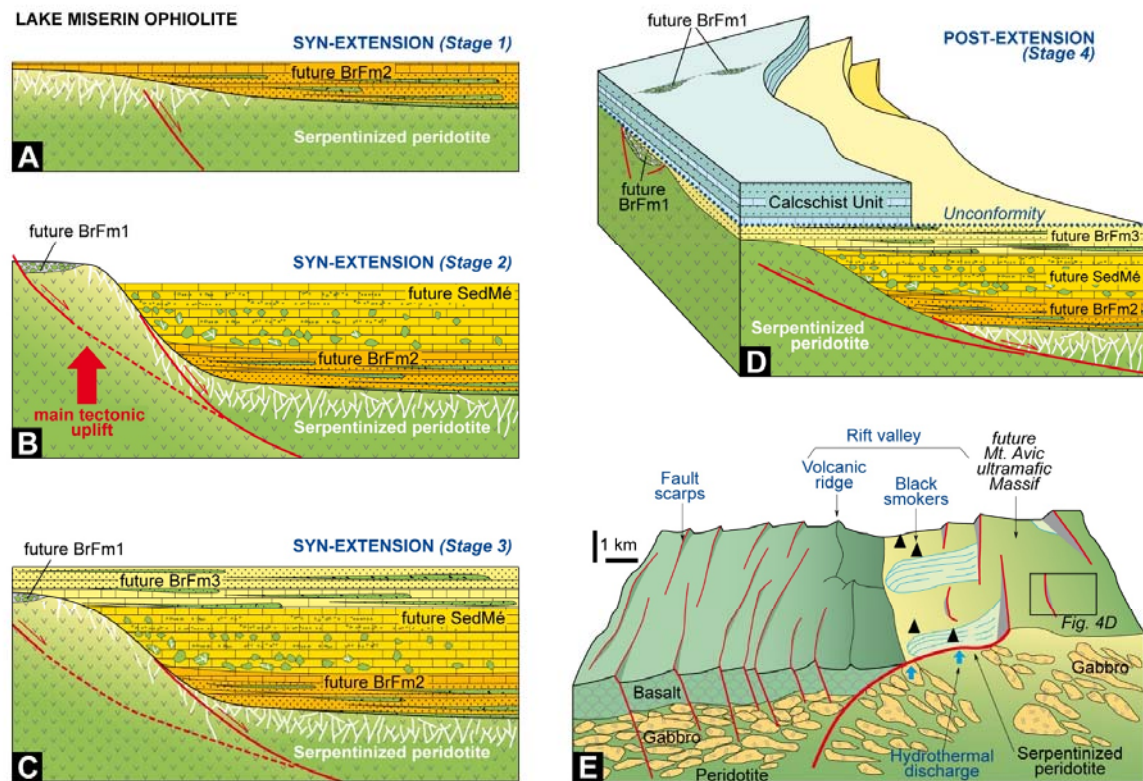 LAKE MISERIN OPHIOLITE
SYN-EXTENSION (Stage 1)
future BrFm2
Serpentinized peridotite
A
future BrFm1
SYN-EXTENSION (Stage 2)
future SedMé
future BrFm2
main tectonic
uplift
Serpentinized peridotite
B
future BrFm1
SYN-EXTENSION (Stage 3)
future BrFm3
future SedMé
future BrFm2
Serpentinized peridotite
C
future BrFm1
POST-EXTENSION
(Stage 4)
future
BrFm1
Calcschist Unit
Unconformity
future BrFm3
future SedMé
future BrFm2
Serpentinized
peridotite
D
Rift valley
future
Mt. Avic
ultramafic
Massif
Fault
scarps
Volcanic
ridge
Black
smokers
1 km
Fig. 4D
Basalt
Gabbro
Gabbro
Peridotite
Hydrothermal
discharge
Serpentinized
peridotite
E